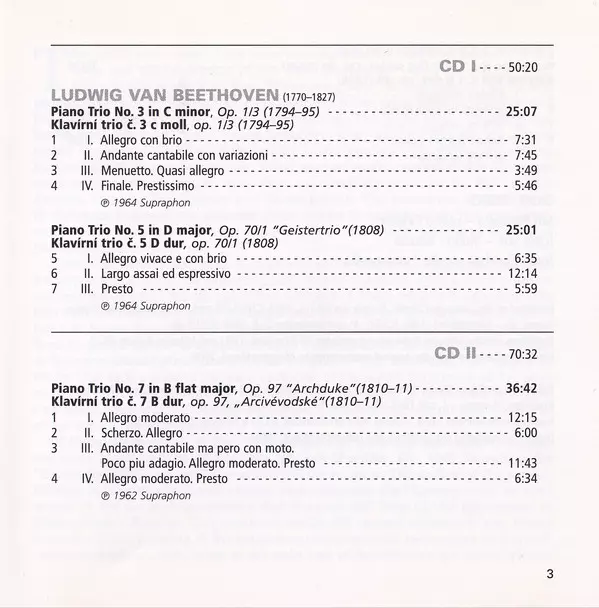 CD I - - - - 50:20
LUDWIG VAN BEETHOVEN (1770–1827)
Piano Trio No. 3 in C minor, Op. 1/3 (1794–95) - - - - - - - - - - - - - - - - - - - - - - - 25:07
Klavírní trio č. 3 c moll, op. 1/3 (1794–95)
1 I. Allegro con brio - - - - - - - - - - - - - - - - - - - - - - - - - - - - - - - - - - - - - - - - - - 7:31
2 II. Andante cantabile con variazioni - - - - - - - - - - - - - - - - - - - - - - - - - - - - - - 7:45
3 III. Menuetto. Quasi allegro - - - - - - - - - - - - - - - - - - - - - - - - - - - - - - - - - - - - 3:49
4 IV. Finale. Prestissimo - - - - - - - - - - - - - - - - - - - - - - - - - - - - - - - - - - - - - - - - 5:46
℗ 1964 Supraphon
Piano Trio No. 5 in D major, Op. 70/1 “Geistertrio”(1808) - - - - - - - - - - - - - - - 25:01
Klavírní trio č. 5 D dur, op. 70/1 (1808)
5 I. Allegro vivace e con brio - - - - - - - - - - - - - - - - - - - - - - - - - - - - - - - - - - - 6:35
6 II. Largo assai ed espressivo - - - - - - - - - - - - - - - - - - - - - - - - - - - - - - - - - - 12:14
7 III. Presto - - - - - - - - - - - - - - - - - - - - - - - - - - - - - - - - - - - - - - - - - - - - - - - 5:59
℗ 1964 Supraphon
CD II - - - - 70:32
Piano Trio No. 7 in B flat major, Op. 97 “Archduke”(1810–11) - - - - - - - - - - - - 36:42
Klavírní trio č. 7 B dur, op. 97, „Arcivévodské“(1810–11)
1 I. Allegro moderato - - - - - - - - - - - - - - - - - - - - - - - - - - - - - - - - - - - - - - - - 12:15
2 II. Scherzo. Allegro - - - - - - - - - - - - - - - - - - - - - - - - - - - - - - - - - - - - - - - - - - 6:00
3 III. Andante cantabile ma pero con moto.
Poco piu adagio. Allegro moderato. Presto - - - - - - - - - - - - - - - - - - - - - - - - 11:43
4 IV. Allegro moderato. Presto - - - - - - - - - - - - - - - - - - - - - - - - - - - - - - - - - - - 6:34
℗ 1962 Supraphon
3